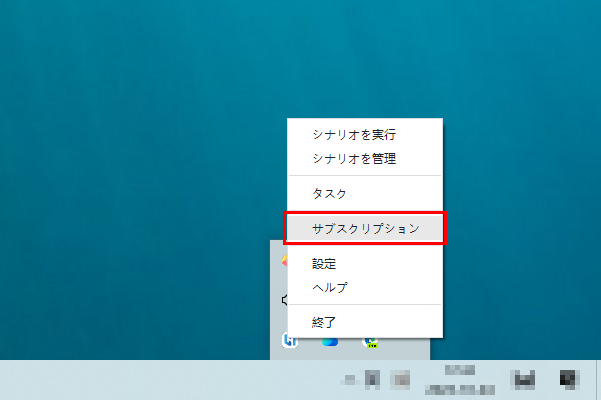 シナリオを実行
シナリオを管理
タスク
サブスクリプション
設定
ヘルプ
終了